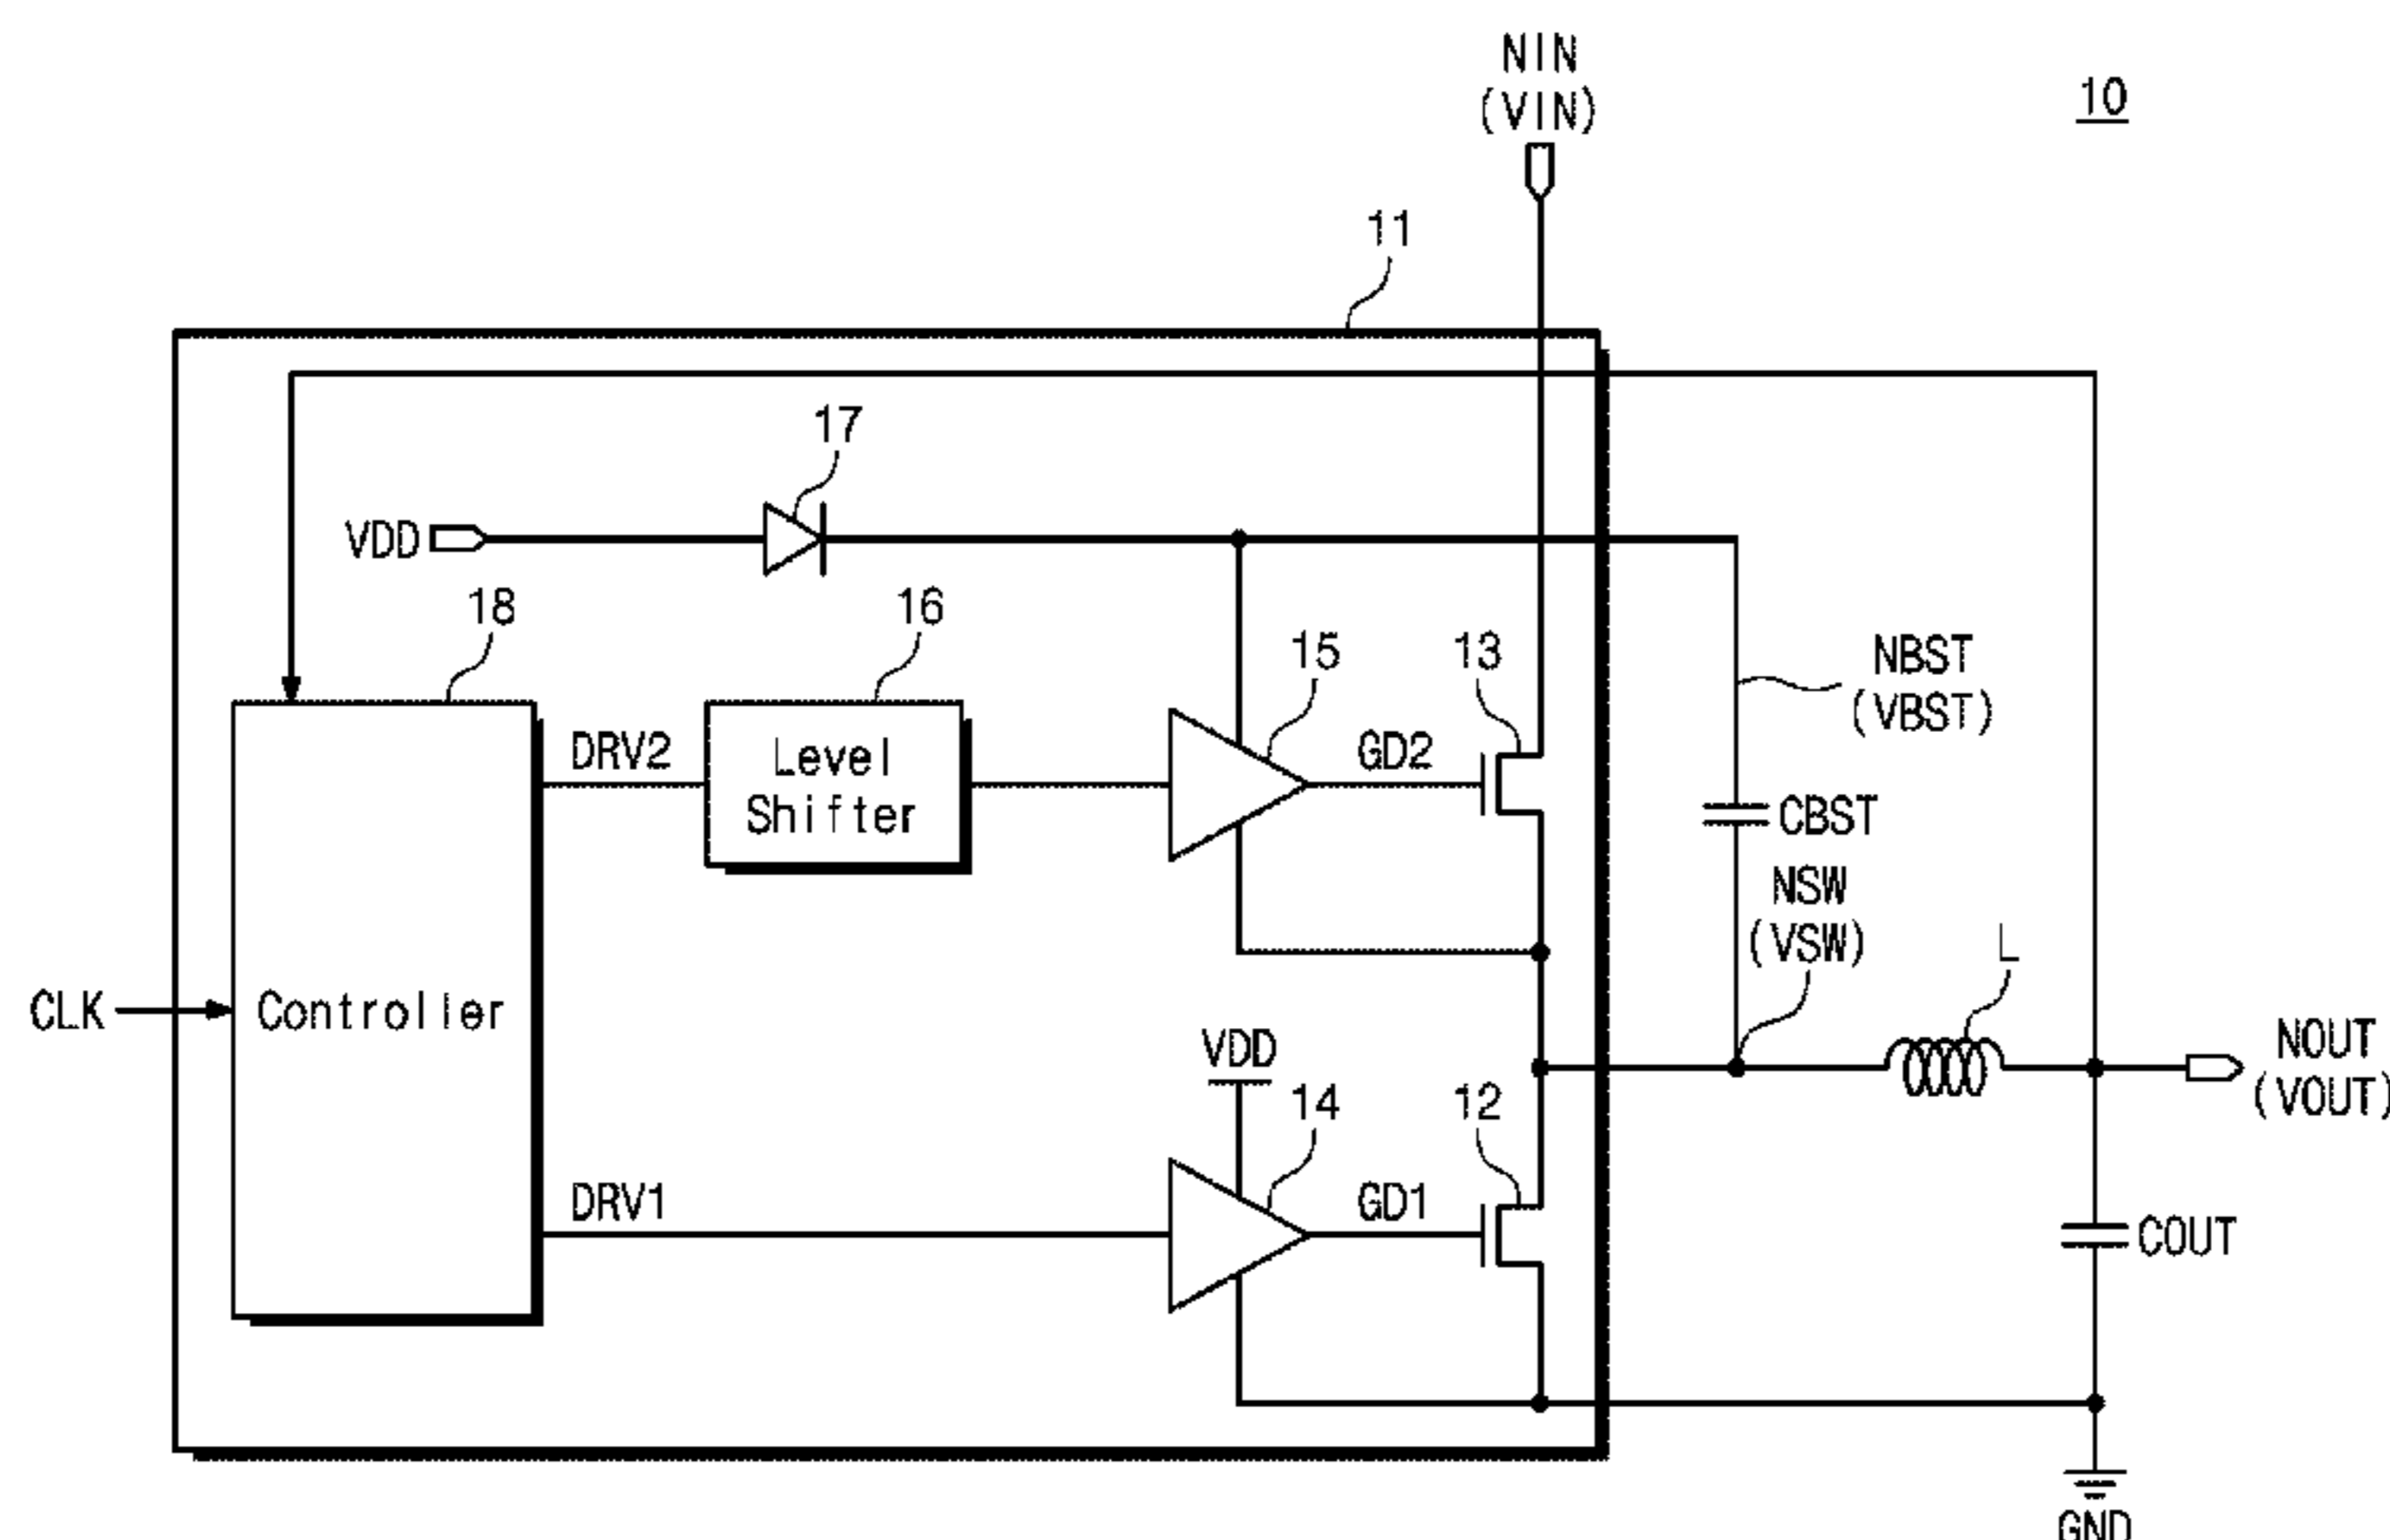 NIN
(VIN)
10
11
17
VDD
18
16
15
13
NBST
(VBST)
DRV2
Level
Shifter
GD2
CBST
NSW
(VSW)
L
CLK
Controller
VDD
NOUT
(VOUT)
14
12
DRV1
GD1
COUT
GND